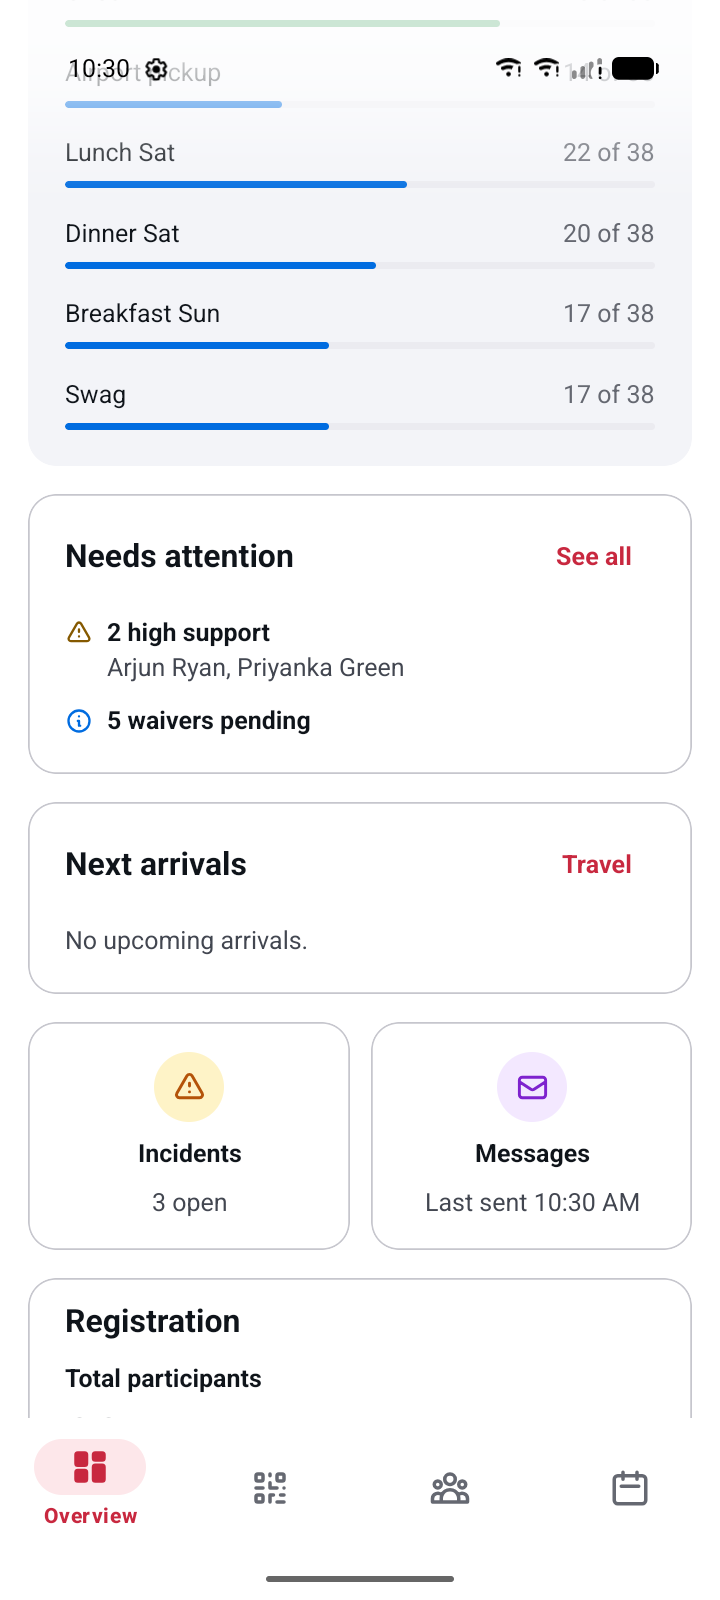 10:30
Airport pickup
Lunch Sat
22 of 38
Dinner Sat
20 of 38
Breakfast Sun
17 of 38
Swag
17 of 38
Needs attention
See all
2 high support
Arjun Ryan, Priyanka Green
5 waivers pending
Next arrivals
Travel
No upcoming arrivals.
Incidents
3 open
Messages
Last sent 10:30 AM
Registration
Total participants
Overview